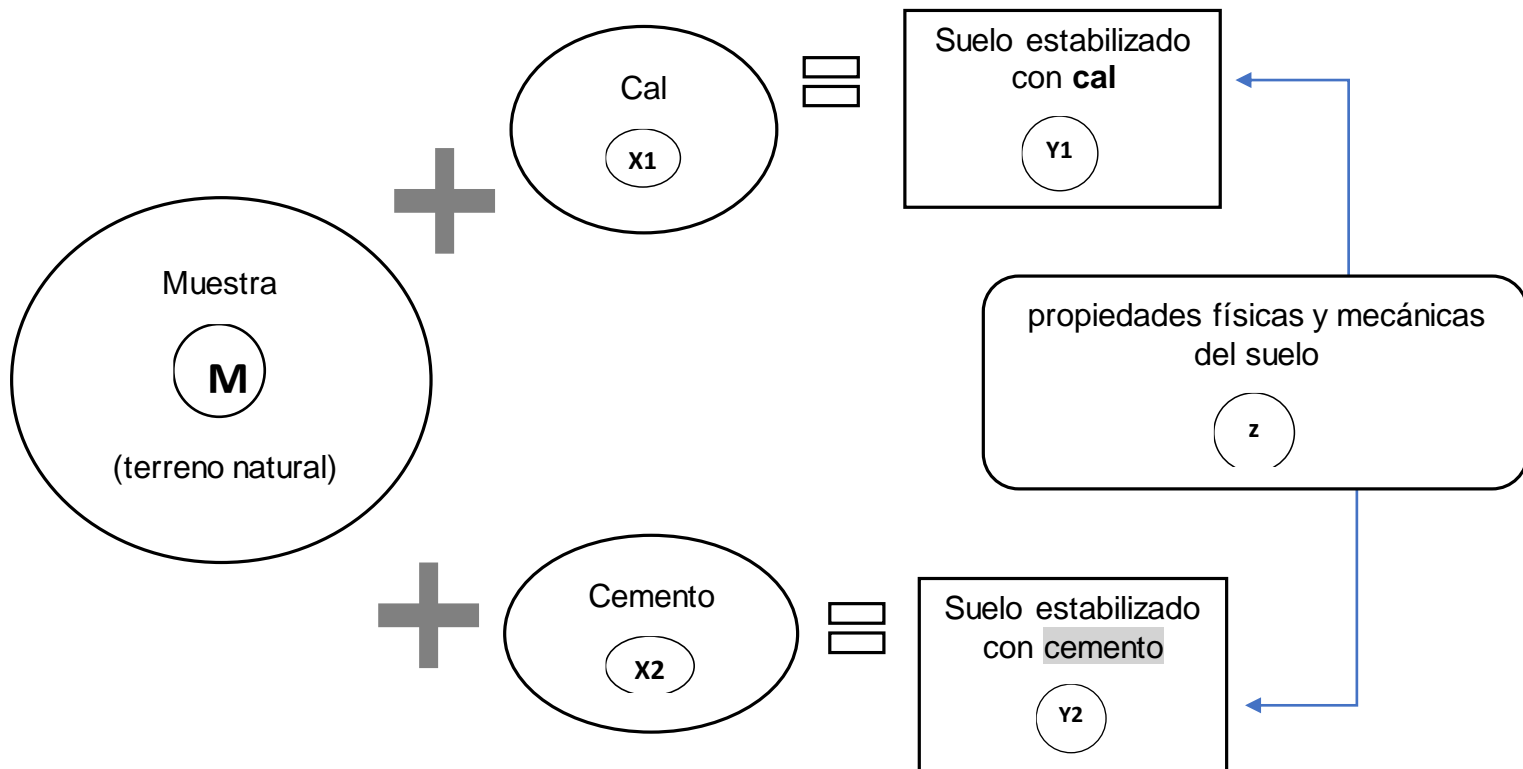 Cal
X1
Suelo estabilizado
con cal
Y1
Muestra
M
(terreno natural)
propiedades físicas y mecánicas
del suelo
z
Cemento
X2
Suelo estabilizado
con cemento
Y2